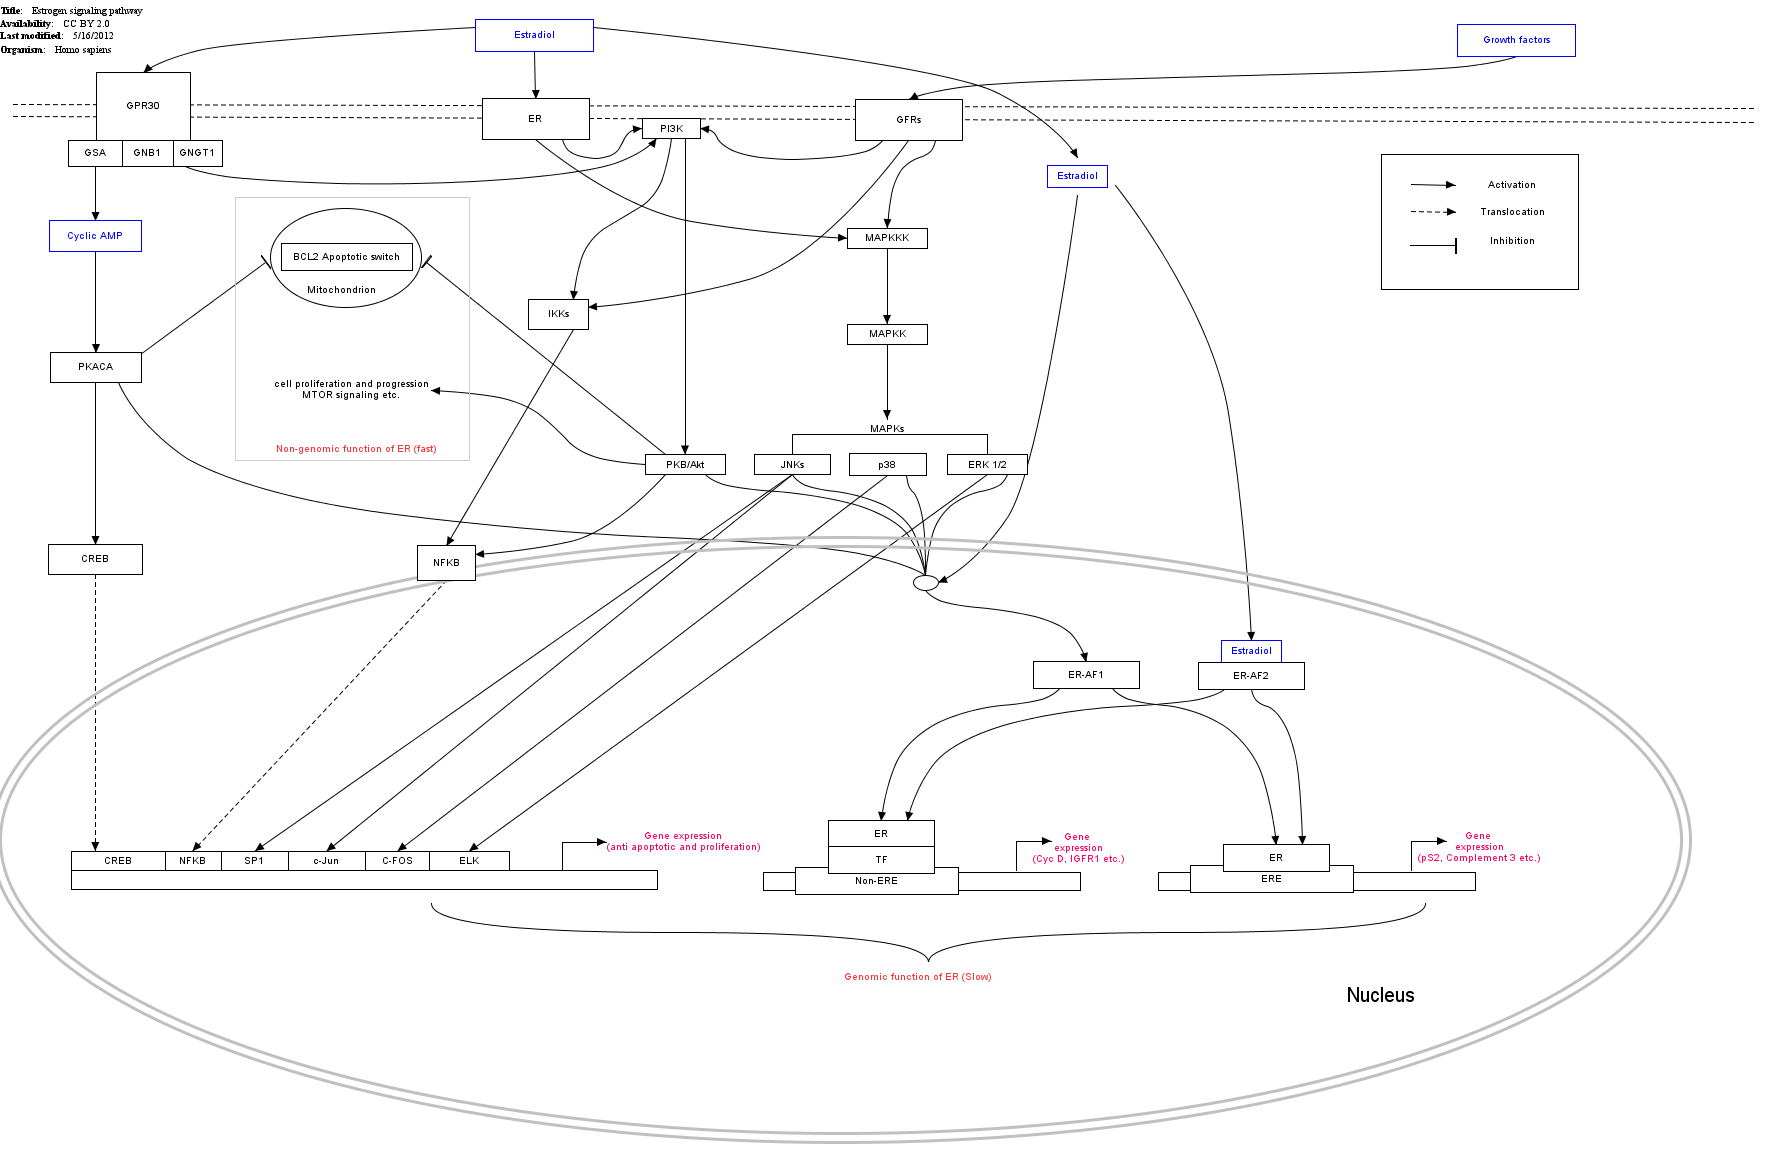 Title: Estrogen signaling pathway
Availability: CC BY 2.0
Last modified: 5/16/2012
Organism: Homo sapiens
Estradiol
Growth factors
GPR30
ER
PI3K
GFRs
GSA
GNB1
GNGT1
Estradiol
Activation
Translocation
Inhibition
Cyclic AMP
MAPKKK
BCL2 Apoptotic switch
Mitochondrion
IKKs
MAPKK
PKACA
cell proliferation and progression
MTOR signaling etc.
MAPKs
Non-genomic function of ER (fast)
PKB/Akt
JNKs
p38
ERK 1/2
CREB
NFKB
Estradiol
ER-AF1
ER-AF2
CREB
NFKB
SP1
c-Jun
C-FOS
ELK
Gene expression
(anti apoptotic and proliferation)
ER
TF
Non-ERE
Gene
expression
(Cyc D, IGFR1 etc.)
ER
ERE
Gene
expression
(pS2, Complement 3 etc.)
Genomic function of ER (Slow)
Nucleus